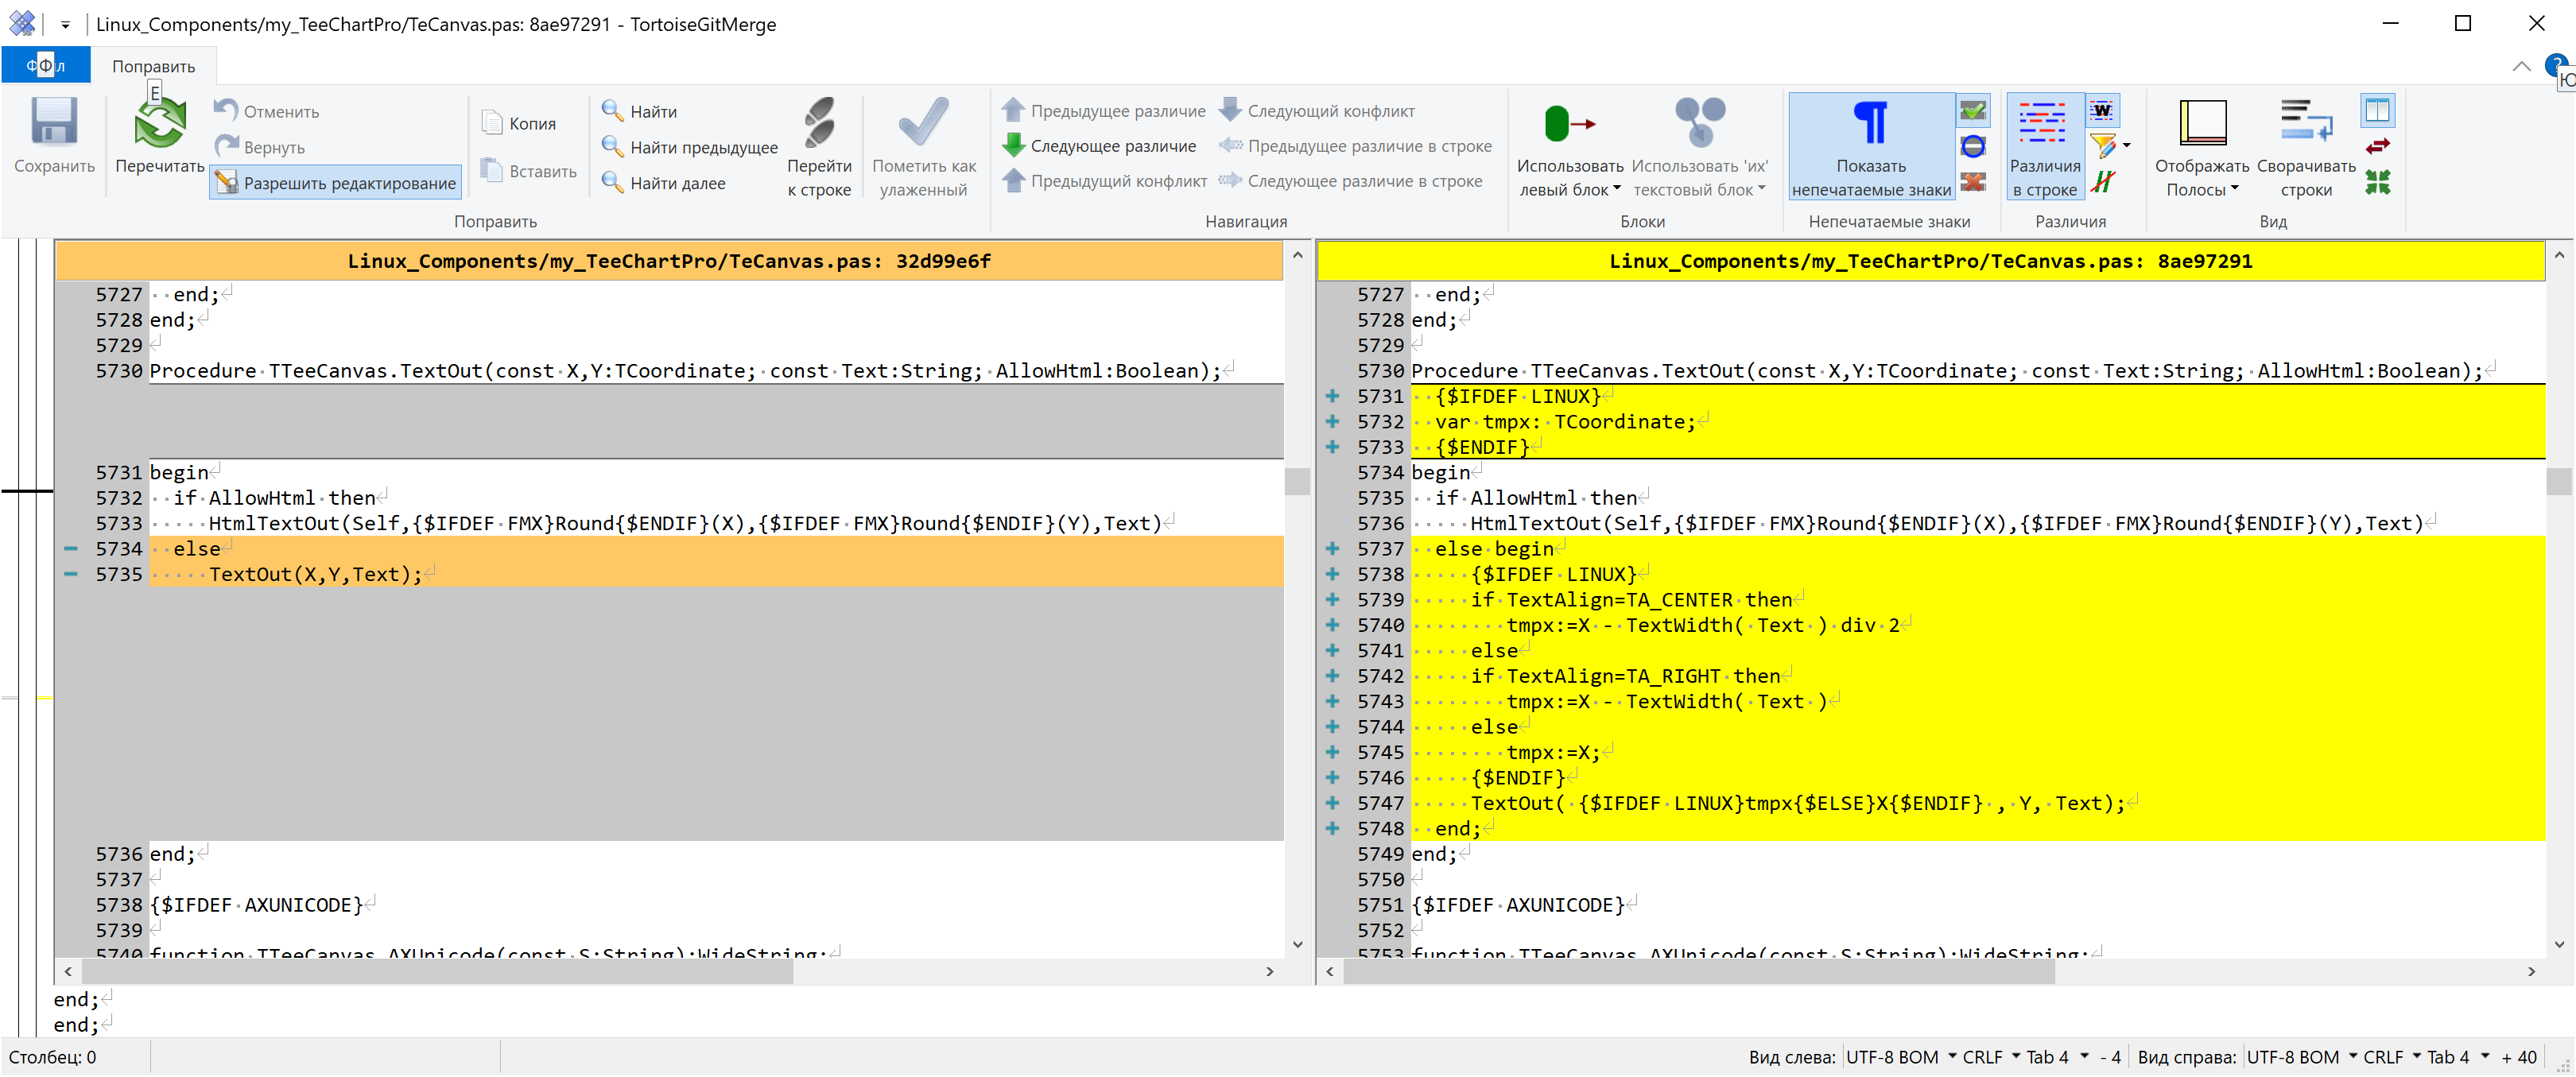 Linux_Components/my_TeeChartPro/TeCanvas.pas: 8ae97291 - TortoiseGitMerge
Поправить
E
Ю
Сохранить
Перечитать
Отменить
Вернуть
Разрешить редактирование
Копия
Вставить
Найти
Найти предыдущее
Найти далее
Перейти
к строке
Пометить как
улаженный
Поправить
Предыдущее различие
Следующее различие
Предыдущий конфликт
Следующий конфликт
Предыдущее различие в строке
Следующее различие в строке
Навигация
Использовать
левый блок
Использовать 'их'
текстовый блок
Блоки
Показать
непечатаемые знаки
Непечатаемые знаки
Различия
в строке
Различия
Отображать
Полосы
Сворачивать
строки
Вид
Linux_Components/my_TeeChartPro/TeCanvas.pas: 32d99e6f
5727 end;
5728 end;
5729
5730 Procedure TTeeCanvas.TextOut(const X,Y:TCoordinate; const Text:String; AllowHtml:Boolean);
5731 begin
5732 if AllowHtml then
5733 HtmlTextOut(Self,{$IFDEF FMX}Round{$ENDIF}(X),{$IFDEF FMX}Round{$ENDIF}(Y),Text)
5734 else
5735 TextOut(X,Y,Text);
5736 end;
5737
5738 {$IFDEF AXUNICODE}
5739
5740 function TTeeCanvas.AXUnicode(const S:String):WideString;
Linux_Components/my_TeeChartPro/TeCanvas.pas: 8ae97291
5727 end;
5728 end;
5729
5730 Procedure TTeeCanvas.TextOut(const X,Y:TCoordinate; const Text:String; AllowHtml:Boolean);
5731 {$IFDEF LINUX}
5732 var tmpx: TCoordinate;
5733 {$ENDIF}
5734 begin
5735 if AllowHtml then
5736 HtmlTextOut(Self,{$IFDEF FMX}Round{$ENDIF}(X),{$IFDEF FMX}Round{$ENDIF}(Y),Text)
5737 else begin
5738 {$IFDEF LINUX}
5739 if TextAlign=TA_CENTER then
5740 tmpx:=X - TextWidth( Text ) div 2
5741 else
5742 if TextAlign=TA_RIGHT then
5743 tmpx:=X - TextWidth( Text )
5744 else
5745 tmpx:=X;
5746 {$ENDIF}
5747 TextOut( {$IFDEF LINUX}tmpx{$ELSE}X{$ENDIF} , Y, Text);
5748 end;
5749 end;
5750
5751 {$IFDEF AXUNICODE}
5752
5753 function TTeeCanvas.AXUnicode(const S:String):WideString;
end;
end;
Столбец: 0
Вид слева: UTF-8 BOM CRLF Tab 4 - 4 Вид справа: UTF-8 BOM CRLF Tab 4 + 40